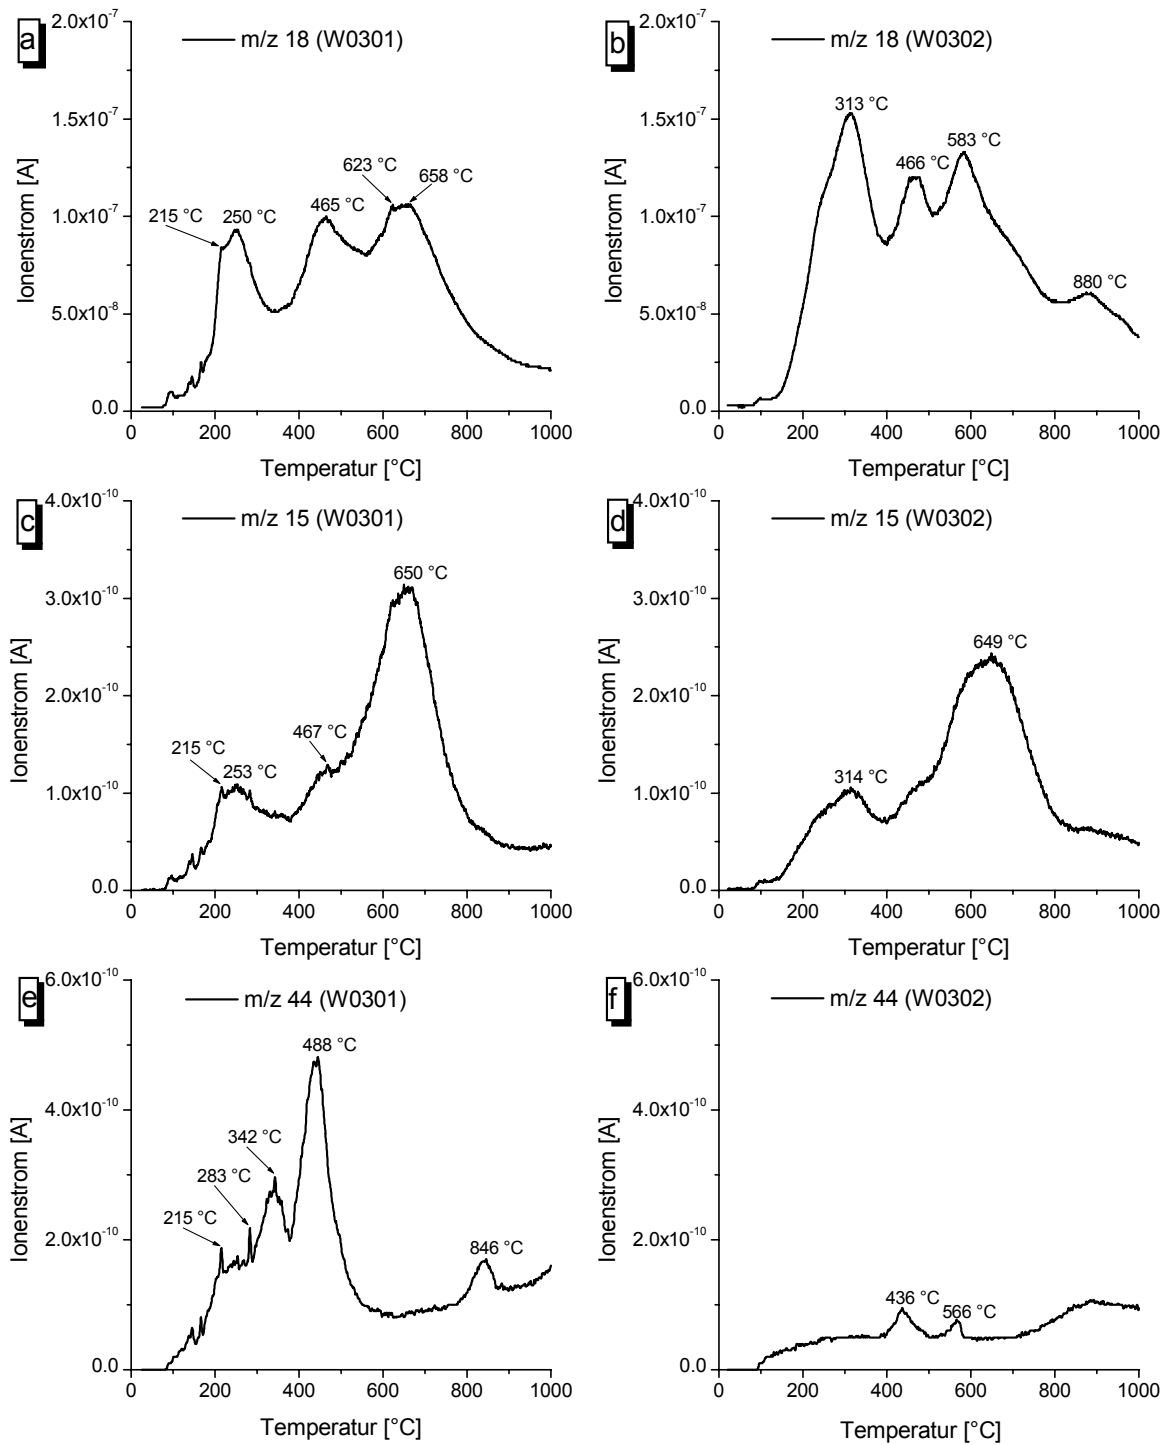 a
m/z 18 (W0301)
2.0x10⁻⁷
1.5x10⁻⁷
1.0x10⁻⁷
5.0x10⁻⁸
0.0
Ionenstrom [A]
215 °C
250 °C
465 °C
623 °C
658 °C
0 200 400 600 800 1000
Temperatur [°C]
b
m/z 18 (W0302)
2.0x10⁻⁷
1.5x10⁻⁷
1.0x10⁻⁷
5.0x10⁻⁸
0.0
Ionenstrom [A]
313 °C
466 °C
583 °C
880 °C
0 200 400 600 800 1000
Temperatur [°C]
c
m/z 15 (W0301)
4.0x10⁻¹⁰
3.0x10⁻¹⁰
2.0x10⁻¹⁰
1.0x10⁻¹⁰
0.0
Ionenstrom [A]
215 °C
253 °C
467 °C
650 °C
0 200 400 600 800 1000
Temperatur [°C]
d
m/z 15 (W0302)
4.0x10⁻¹⁰
3.0x10⁻¹⁰
2.0x10⁻¹⁰
1.0x10⁻¹⁰
0.0
Ionenstrom [A]
314 °C
649 °C
0 200 400 600 800 1000
Temperatur [°C]
e
m/z 44 (W0301)
6.0x10⁻¹⁰
4.0x10⁻¹⁰
2.0x10⁻¹⁰
0.0
Ionenstrom [A]
215 °C
283 °C
342 °C
488 °C
846 °C
0 200 400 600 800 1000
Temperatur [°C]
f
m/z 44 (W0302)
6.0x10⁻¹⁰
4.0x10⁻¹⁰
2.0x10⁻¹⁰
0.0
Ionenstrom [A]
436 °C
566 °C
0 200 400 600 800 1000
Temperatur [°C]